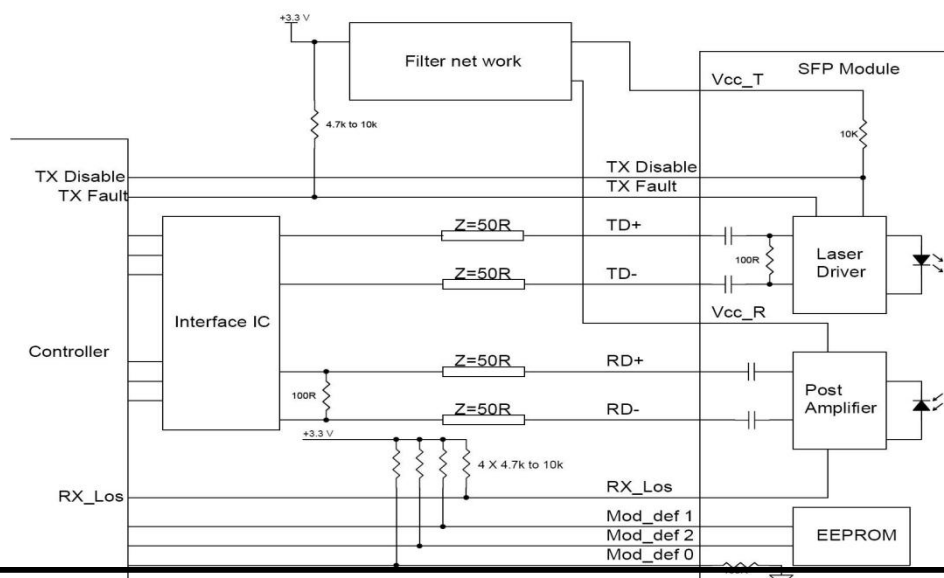 +3.3 V
Filter net work
SFP Module
Vcc_T
4.7k to 10k
10K
TX Disable
TX Disable
TX Fault
TX Fault
Z=50R
TD+
100R
Laser
Driver
Z=50R
TD-
Interface IC
Vcc_R
Controller
Z=50R
RD+
100R
Post
Amplifier
Z=50R
RD-
+3.3 V
4 X 4.7k to 10k
RX_Los
RX_Los
Mod_def 1
Mod_def 2
Mod_def 0
EEPROM